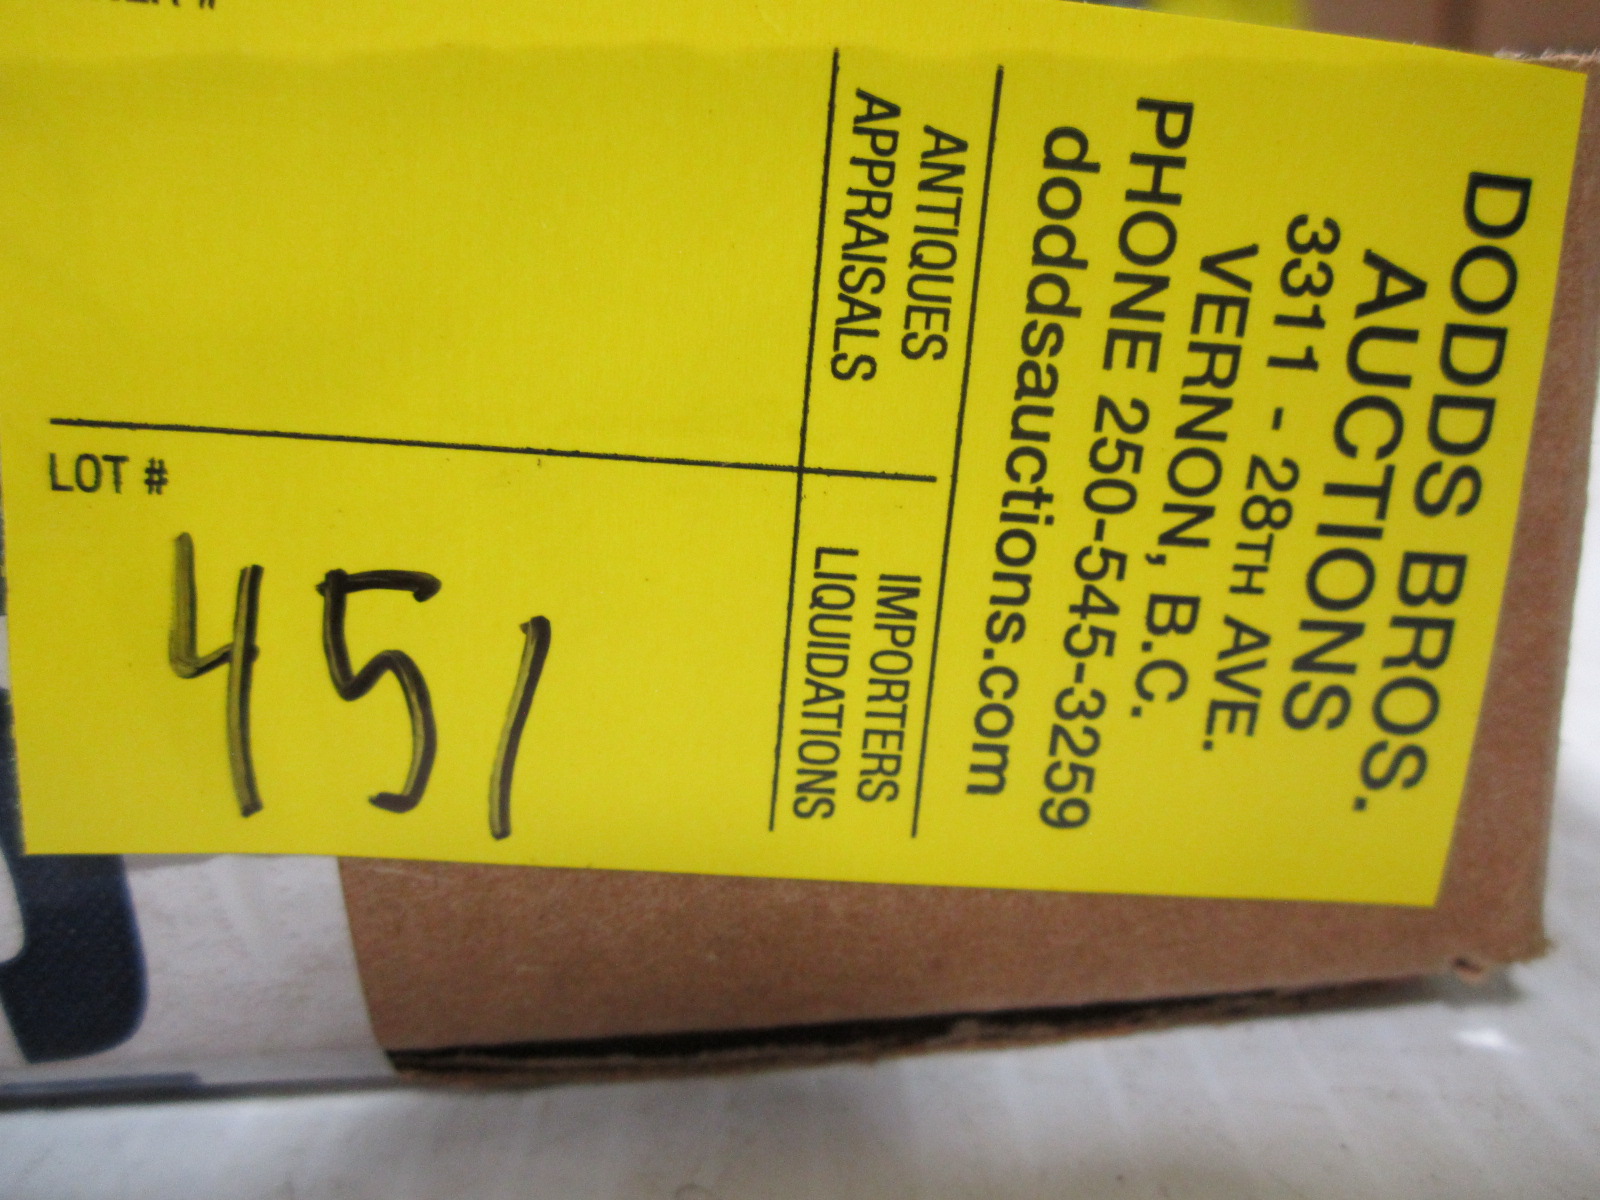 DODDS BROS.
AUCTIONS
3311 - 28TH AVE.
VERNON, B.C.
PHONE 250-545-3259
doddsauctions.com
ANTIQUES
APPRAISALS
IMPORTERS
LIQUIDATIONS
LOT #
451